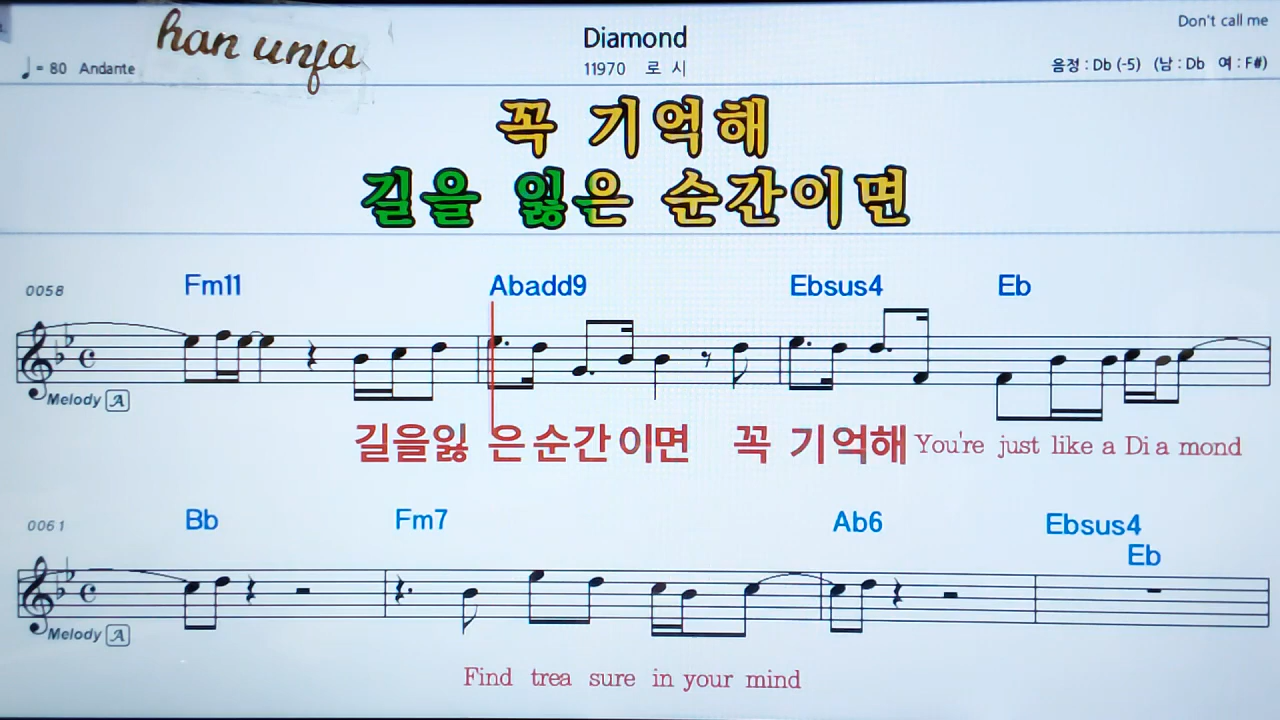 han unja
Diamond
Don't call me
♩= 80 Andante
11970 로 시
음정 : Db (-5) (남 : Db 여 : F#)
꼭 기억해
길을 잃은 순간이면
0058 Fm11 Abadd9 Ebsus4 Eb
Melody A
길을잃 은순간이면 꼭 기억해 You're just like a Di a mond
0061 Bb Fm7 Ab6 Ebsus4
Eb
Melody A
Find trea sure in your mind